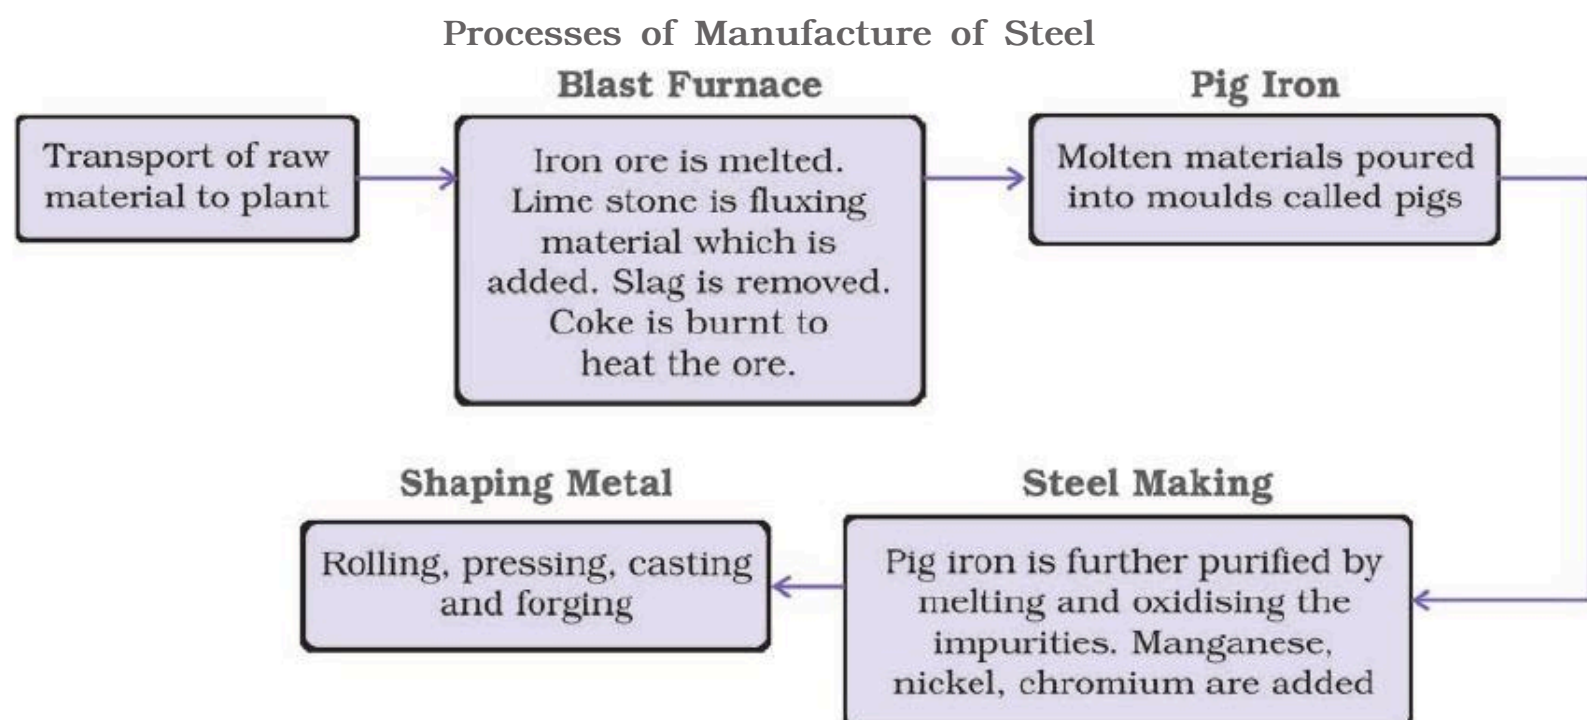 Processes of Manufacture of Steel
Blast Furnace
Pig Iron
Transport of raw
material to plant
Iron ore is melted.
Lime stone is fluxing
material which is
added. Slag is removed.
Coke is burnt to
heat the ore.
Molten materials poured
into moulds called pigs
Shaping Metal
Steel Making
Rolling, pressing, casting
and forging
Pig iron is further purified by
melting and oxidising the
impurities. Manganese,
nickel, chromium are added